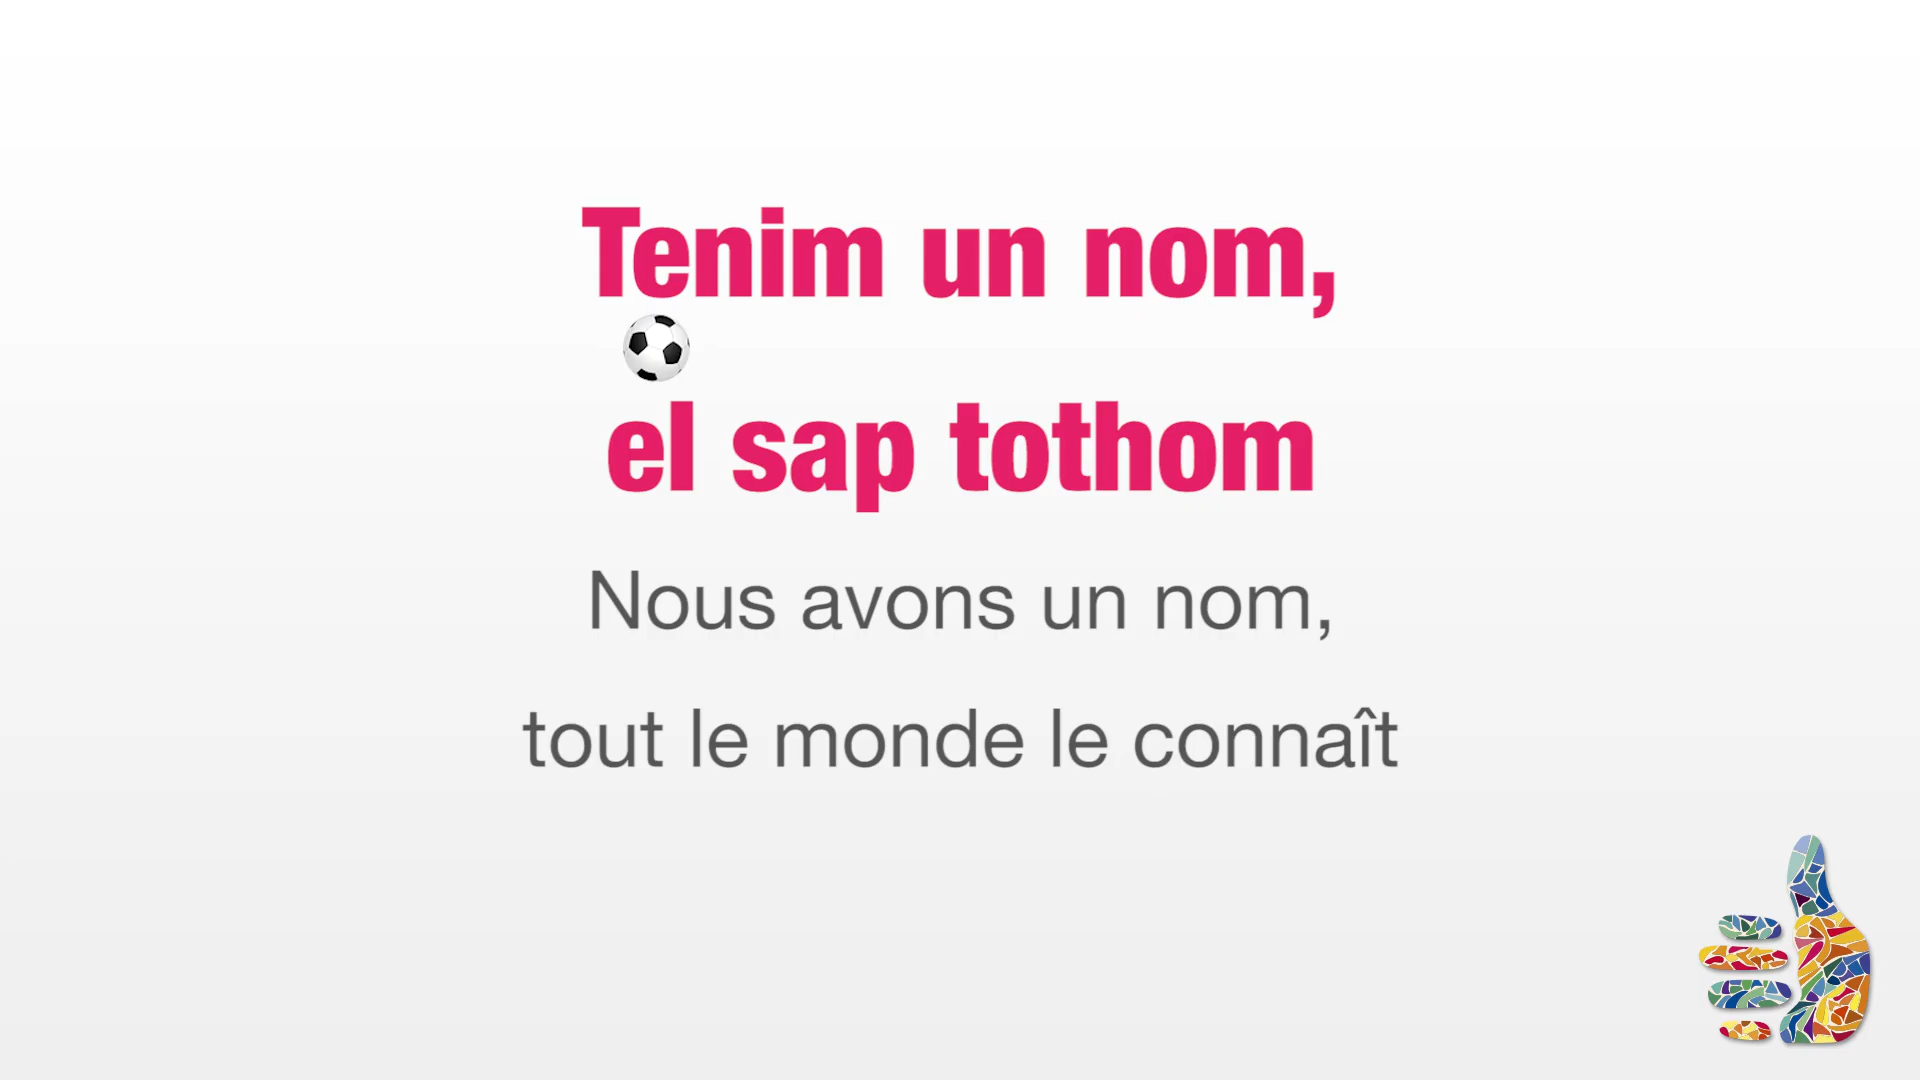 Tenim un nom,
el sap tothom
Nous avons un nom,
tout le monde le connaît